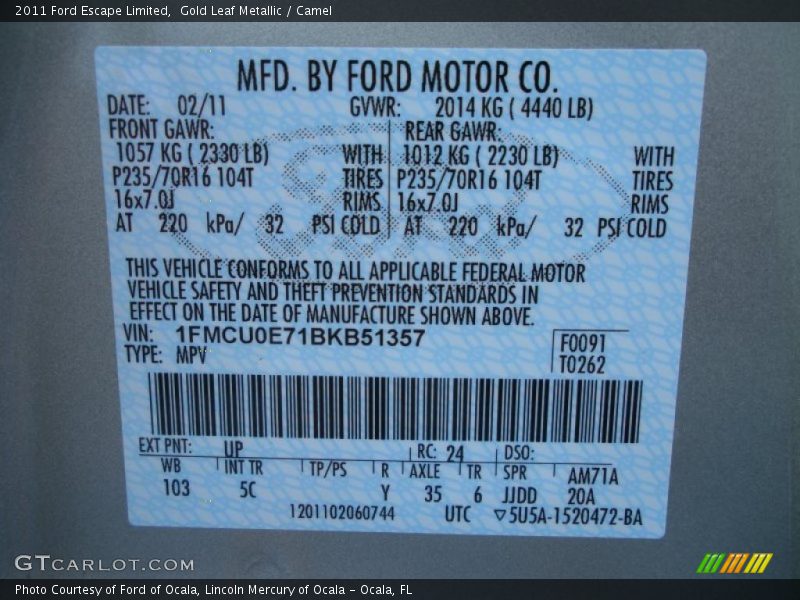 2011 Ford Escape Limited,  Gold Leaf Metallic / Camel
MFD. BY FORD MOTOR CO.
DATE: 02/11 GVWR: 2014 KG ( 4440 LB)
FRONT GAWR: REAR GAWR:
1057 KG ( 2330 LB) WITH 1012 KG ( 2230 LB) WITH
P235/70R16 104T TIRES P235/70R16 104T TIRES
16x7.0J RIMS 16x7.0J RIMS
AT 220 kPa/ 32 PSI COLD AT 220 kPa/ 32 PSI COLD
THIS VEHICLE CONFORMS TO ALL APPLICABLE FEDERAL MOTOR
VEHICLE SAFETY AND THEFT PREVENTION STANDARDS IN
EFFECT ON THE DATE OF MANUFACTURE SHOWN ABOVE.
VIN: 1FMCU0E71BKB51357 F0091
TYPE: MPV T0262
EXT PNT: UP RC: 24 DSO:
WB INT TR TP/PS R AXLE TR SPR AM71A
103 5C Y 35 6 JJDD 20A
1201102060744 UTC ▽5U5A-1520472-BA
GTCARLOT.COM
Photo Courtesy of Ford of Ocala, Lincoln Mercury of Ocala – Ocala, FL